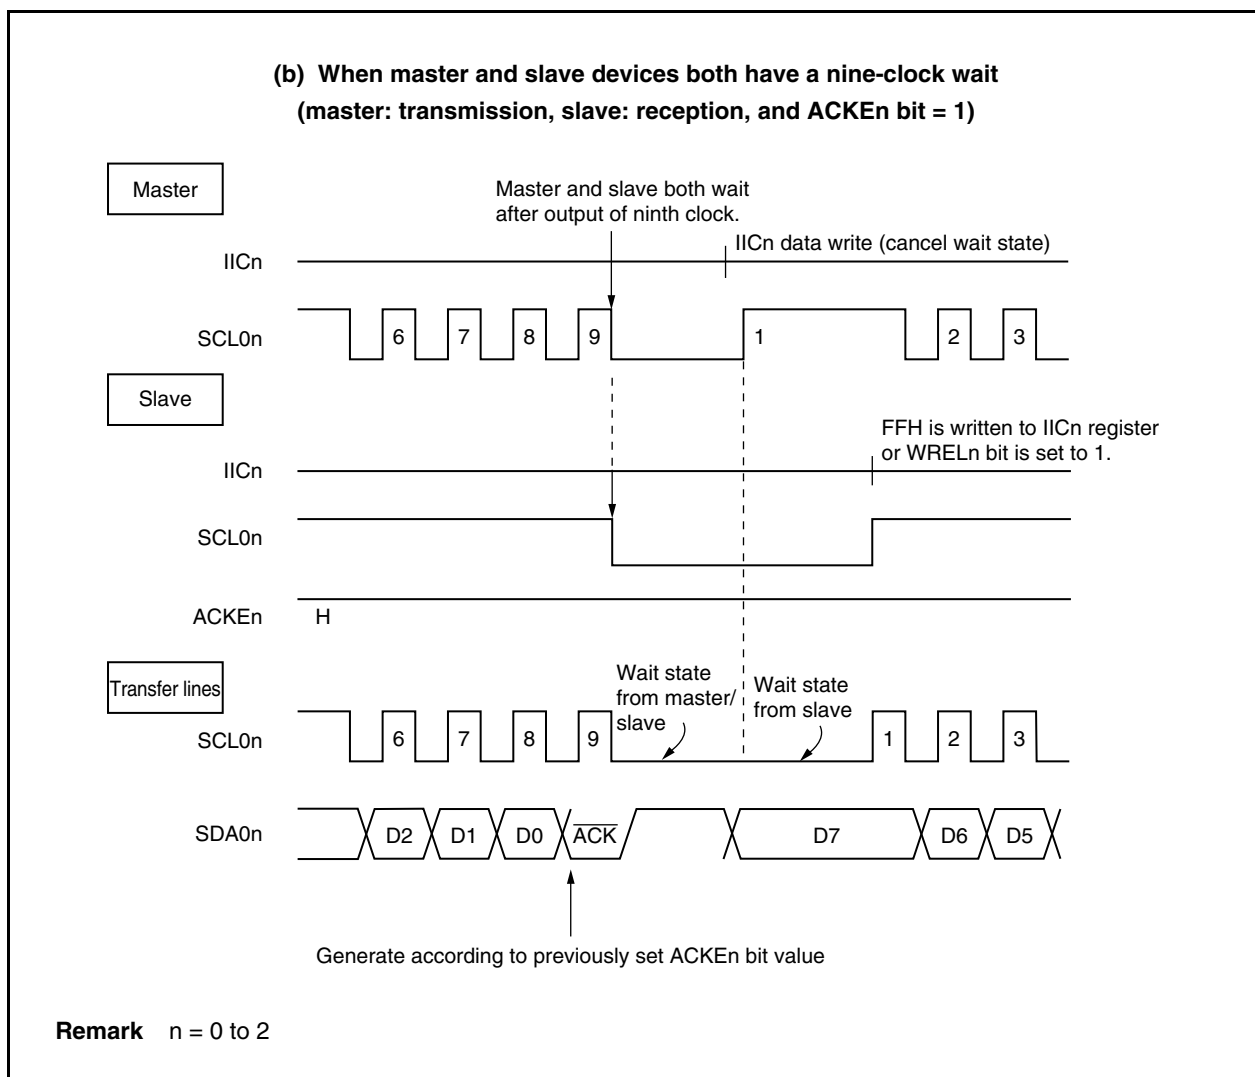 (b) When master and slave devices both have a nine-clock wait
(master: transmission, slave: reception, and ACKEn bit = 1)
Master
Master and slave both wait
after output of ninth clock.
IICn data write (cancel wait state)
IICn
SCL0n
6 7 8 9 1 2 3
Slave
FFH is written to IICn register
or WRELn bit is set to 1.
IICn
SCL0n
ACKEn
H
Transfer lines
Wait state
from master/
slave
Wait state
from slave
SCL0n
6 7 8 9 1 2 3
SDA0n
D2 D1 D0 ACK D7 D6 D5
Generate according to previously set ACKEn bit value
Remark n = 0 to 2